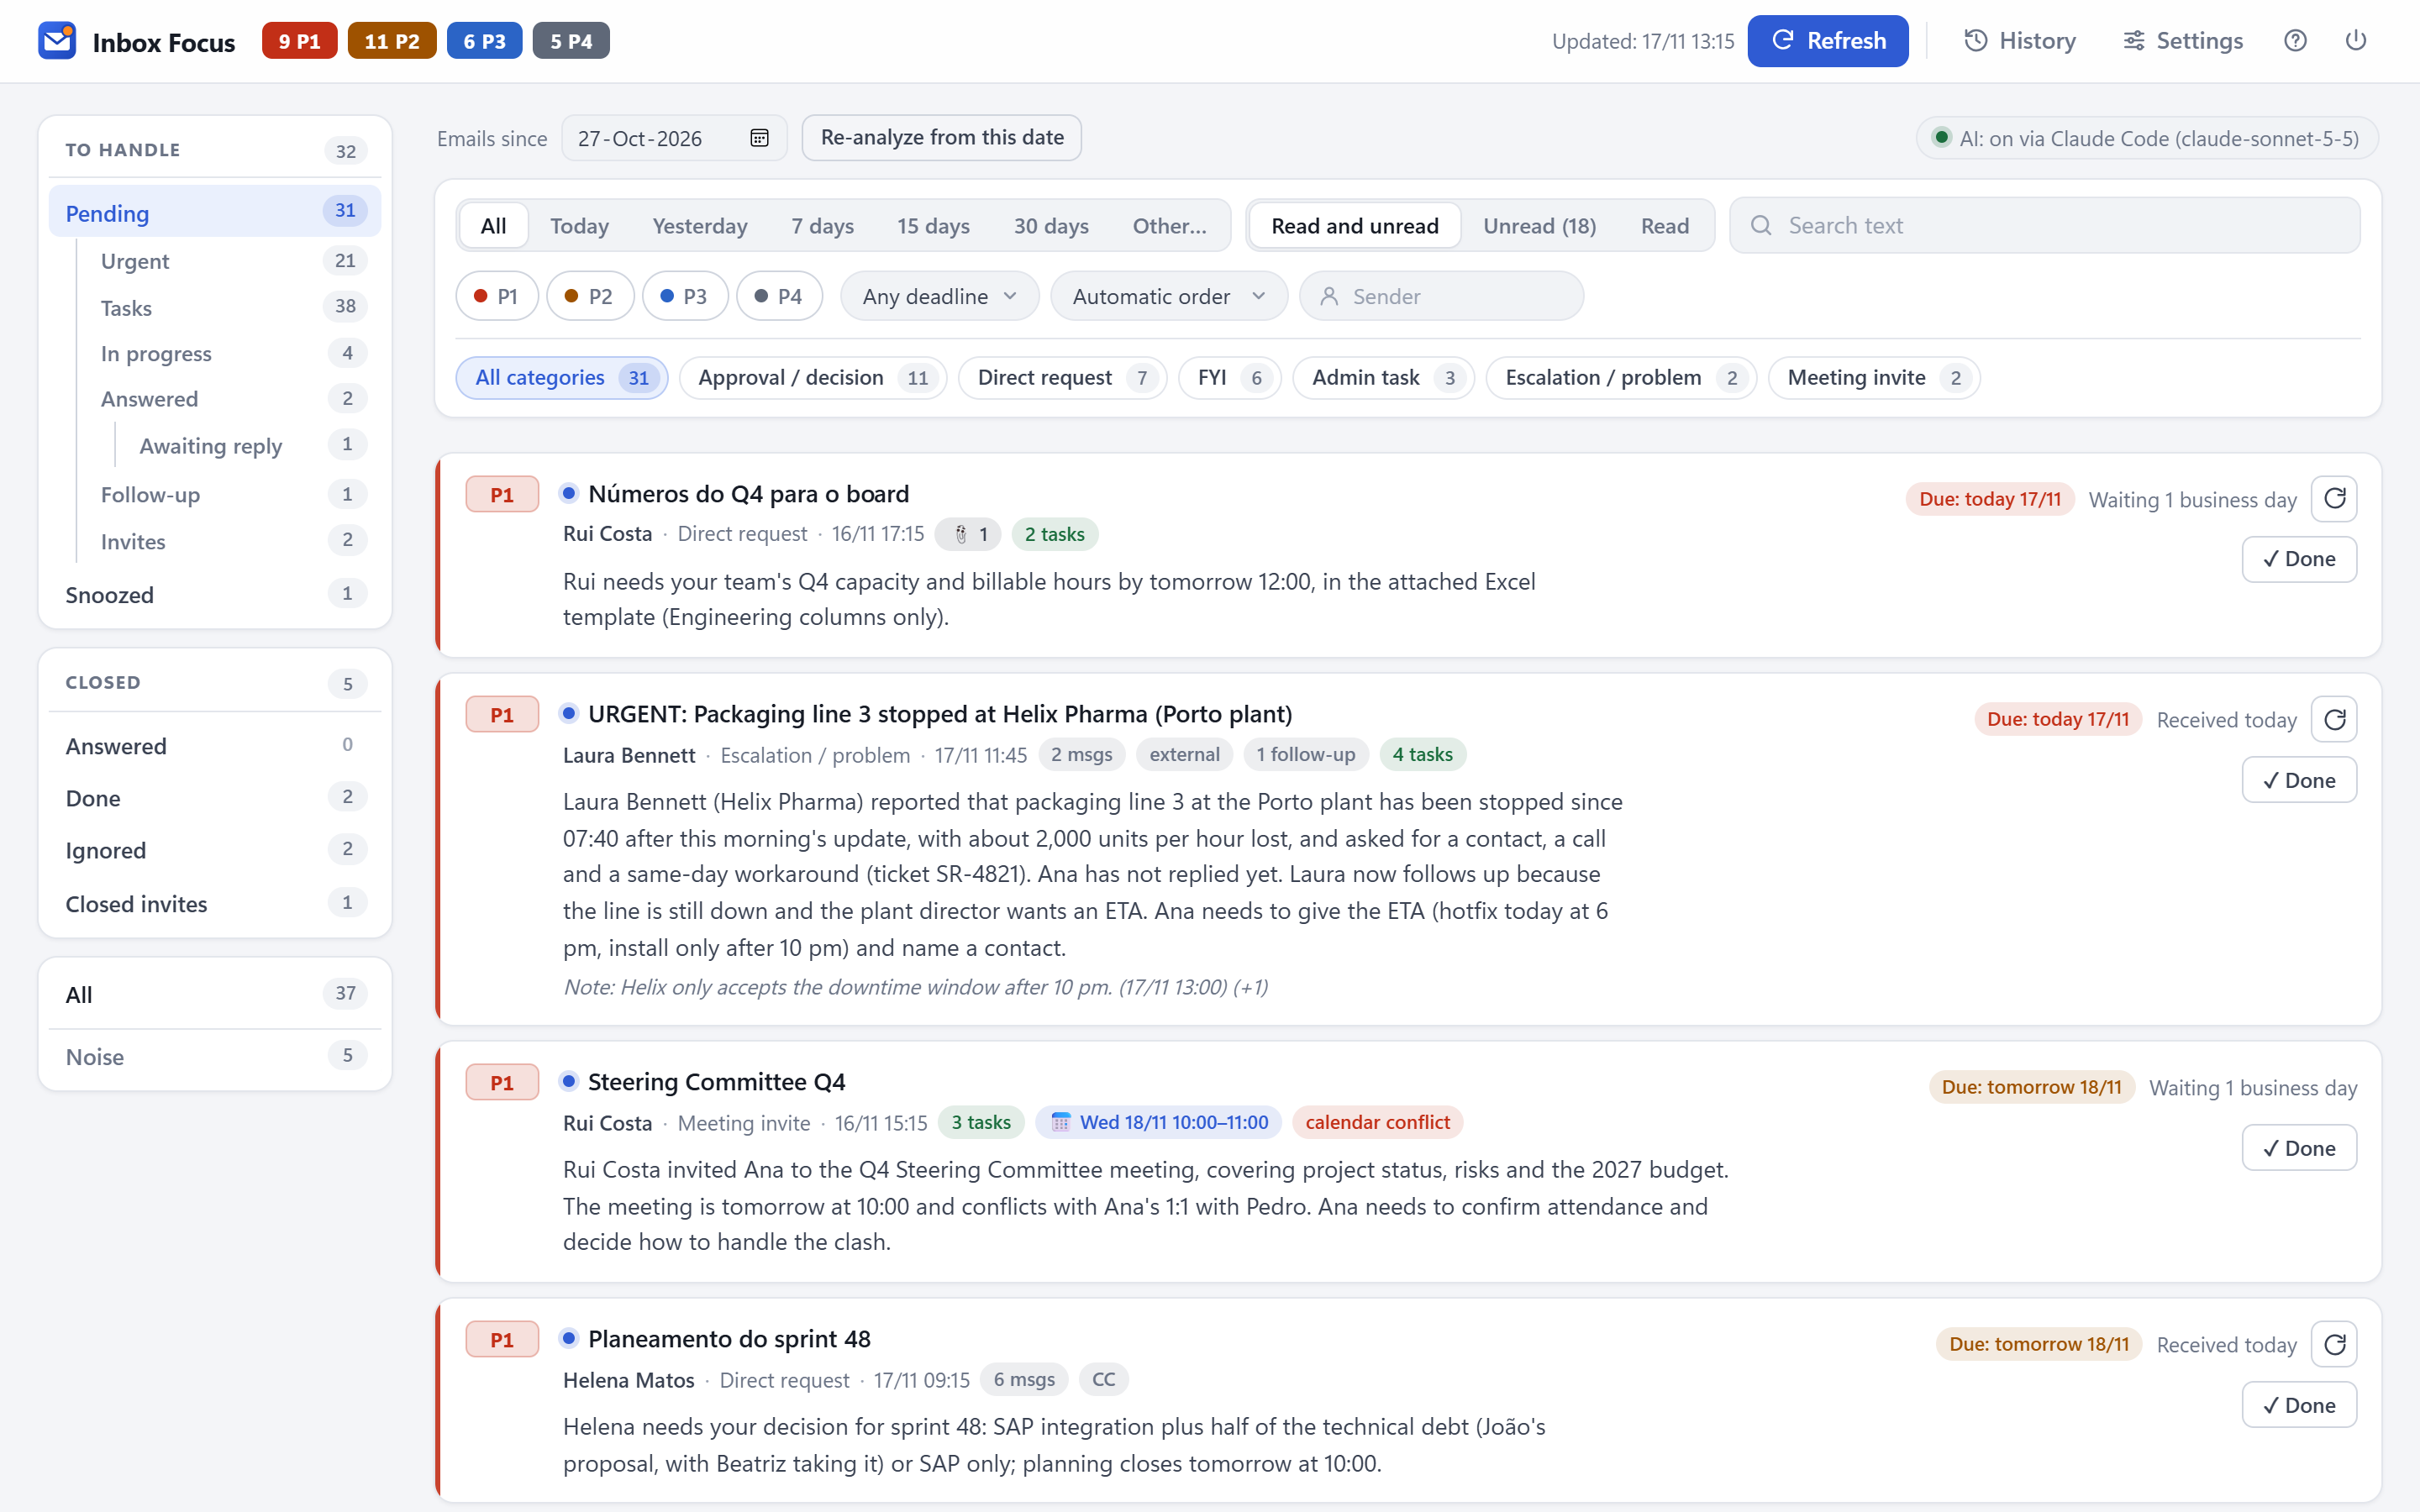 Inbox Focus
9 P1
11 P2
6 P3
5 P4
Updated: 17/11 13:15
Refresh
History
Settings
TO HANDLE 32
Pending 31
Urgent 21
Tasks 38
In progress 4
Answered 2
Awaiting reply 1
Follow-up 1
Invites 2
Snoozed 1
CLOSED 5
Answered 0
Done 2
Ignored 2
Closed invites 1
All 37
Noise 5
Emails since 27-Oct-2026 Re-analyze from this date
AI: on via Claude Code (claude-sonnet-5-5)
All Today Yesterday 7 days 15 days 30 days Other...
Read and unread Unread (18) Read
Search text
P1 P2 P3 P4 Any deadline Automatic order Sender
All categories 31 Approval / decision 11 Direct request 7 FYI 6 Admin task 3 Escalation / problem 2 Meeting invite 2
P1 Números do Q4 para o board
Due: today 17/11 Waiting 1 business day
Rui Costa · Direct request · 16/11 17:15 1 2 tasks
✓ Done
Rui needs your team's Q4 capacity and billable hours by tomorrow 12:00, in the attached Excel
template (Engineering columns only).
P1 URGENT: Packaging line 3 stopped at Helix Pharma (Porto plant)
Due: today 17/11 Received today
Laura Bennett · Escalation / problem · 17/11 11:45 2 msgs external 1 follow-up 4 tasks
✓ Done
Laura Bennett (Helix Pharma) reported that packaging line 3 at the Porto plant has been stopped since
07:40 after this morning's update, with about 2,000 units per hour lost, and asked for a contact, a call
and a same-day workaround (ticket SR-4821). Ana has not replied yet. Laura now follows up because
the line is still down and the plant director wants an ETA. Ana needs to give the ETA (hotfix today at 6
pm, install only after 10 pm) and name a contact.
Note: Helix only accepts the downtime window after 10 pm. (17/11 13:00) (+1)
P1 Steering Committee Q4
Due: tomorrow 18/11 Waiting 1 business day
Rui Costa · Meeting invite · 16/11 15:15 3 tasks Wed 18/11 10:00–11:00 calendar conflict
✓ Done
Rui Costa invited Ana to the Q4 Steering Committee meeting, covering project status, risks and the 2027 budget.
The meeting is tomorrow at 10:00 and conflicts with Ana's 1:1 with Pedro. Ana needs to confirm attendance and
decide how to handle the clash.
P1 Planeamento do sprint 48
Due: tomorrow 18/11 Received today
Helena Matos · Direct request · 17/11 09:15 6 msgs CC
✓ Done
Helena needs your decision for sprint 48: SAP integration plus half of the technical debt (João's
proposal, with Beatriz taking it) or SAP only; planning closes tomorrow at 10:00.